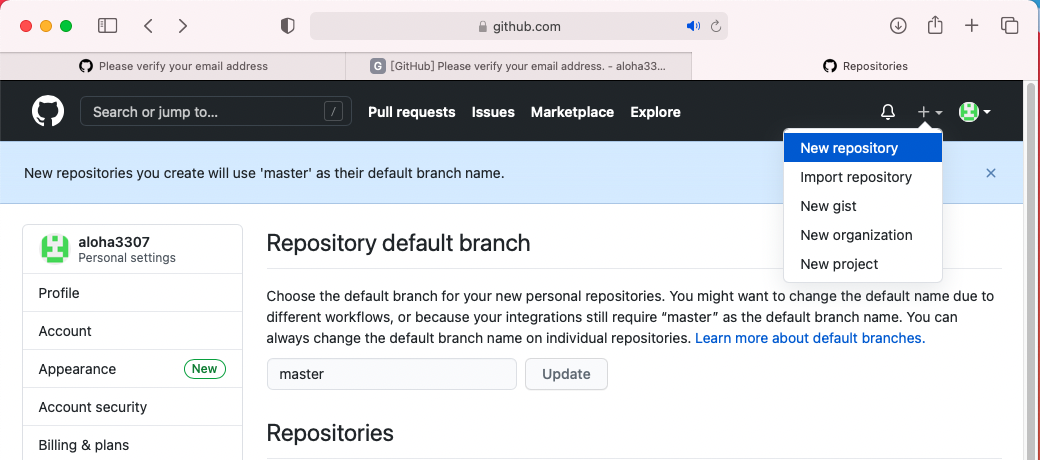 github.com
Please verify your email address
G [GitHub] Please verify your email address. - aloha33...
Repositories
Search or jump to... /
Pull requests Issues Marketplace Explore
New repository
Import repository
New gist
New organization
New project
New repositories you create will use 'master' as their default branch name.
aloha3307
Personal settings
Profile
Account
Appearance New
Account security
Billing & plans
Repository default branch
Choose the default branch for your new personal repositories. You might want to change the default name due to
different workflows, or because your integrations still require “master” as the default branch name. You can
always change the default branch name on individual repositories. Learn more about default branches.
master Update
Repositories